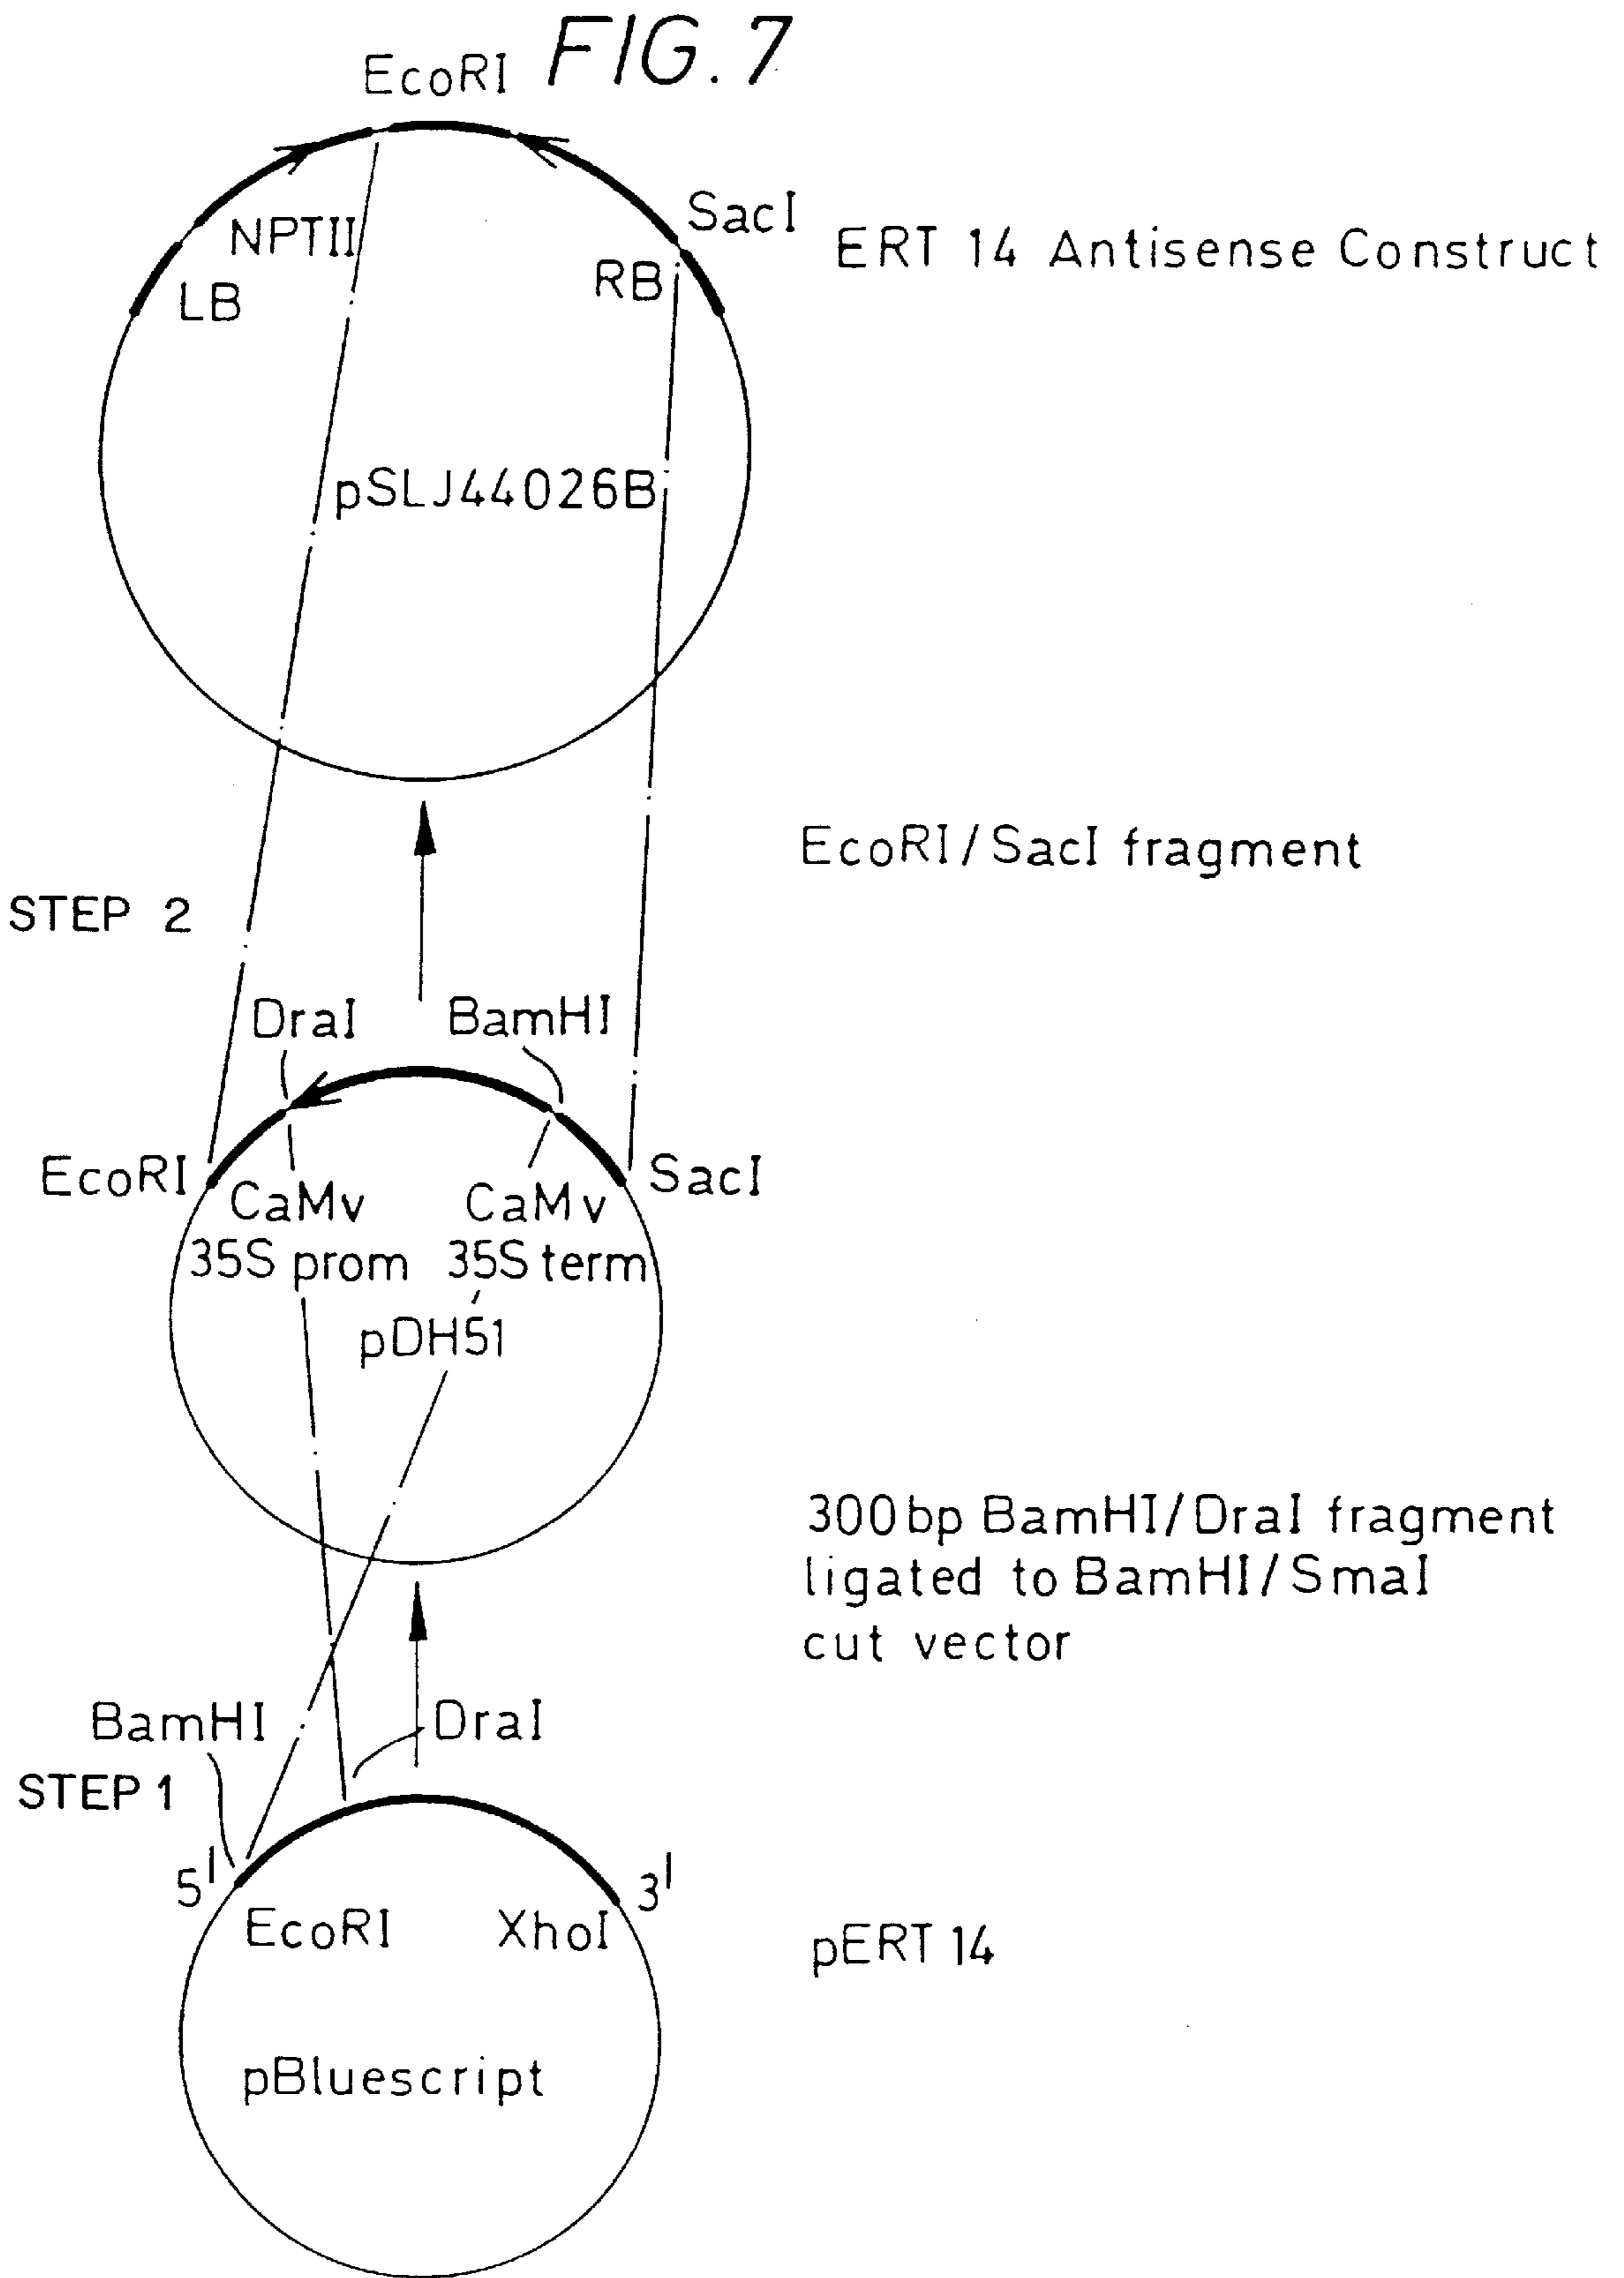 FIG. 7
EcoRI
NPTII
SacI
LB
RB
ERT 14 Antisense Construct
pSLJ44026B
EcoRI/SacI fragment
STEP 2
DraI
BamHI
EcoRI
SacI
CaMv
35S prom
CaMv
35S term
pDH51
300bp BamHI/DraI fragment
ligated to BamHI/SmaI
cut vector
BamHI
DraI
STEP 1
5'
3'
EcoRI
XhoI
pERT 14
pBluescript